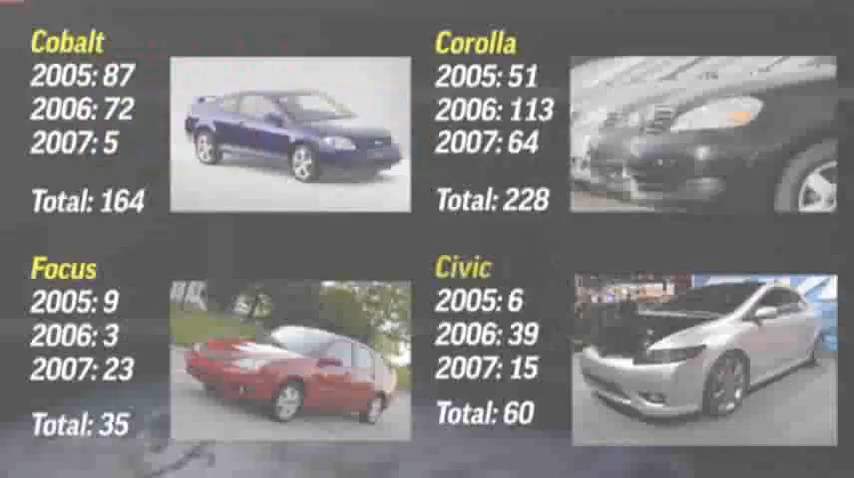 Cobalt
2005: 87
2006: 72
2007: 5
Total: 164
Corolla
2005: 51
2006: 113
2007: 64
Total: 228
Focus
2005: 9
2006: 3
2007: 23
Total: 35
Civic
2005: 6
2006: 39
2007: 15
Total: 60